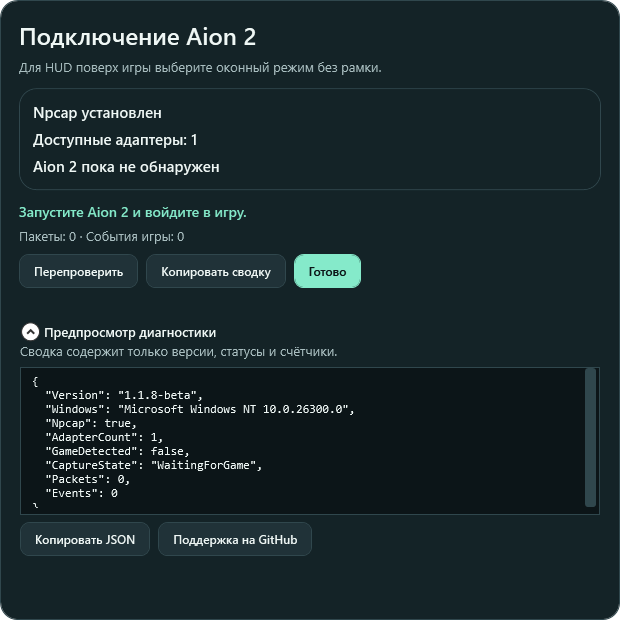 Подключение Aion 2
Для HUD поверх игры выберите оконный режим без рамки.
Npcap установлен
Доступные адаптеры: 1
Aion 2 пока не обнаружен
Запустите Aion 2 и войдите в игру.
Пакеты: 0 · События игры: 0
Перепроверить
Копировать сводку
Готово
Предпросмотр диагностики
Сводка содержит только версии, статусы и счётчики.
{
  "Version": "1.1.8-beta",
  "Windows": "Microsoft Windows NT 10.0.26300.0",
  "Npcap": true,
  "AdapterCount": 1,
  "GameDetected": false,
  "CaptureState": "WaitingForGame",
  "Packets": 0,
  "Events": 0
}
Копировать JSON
Поддержка на GitHub